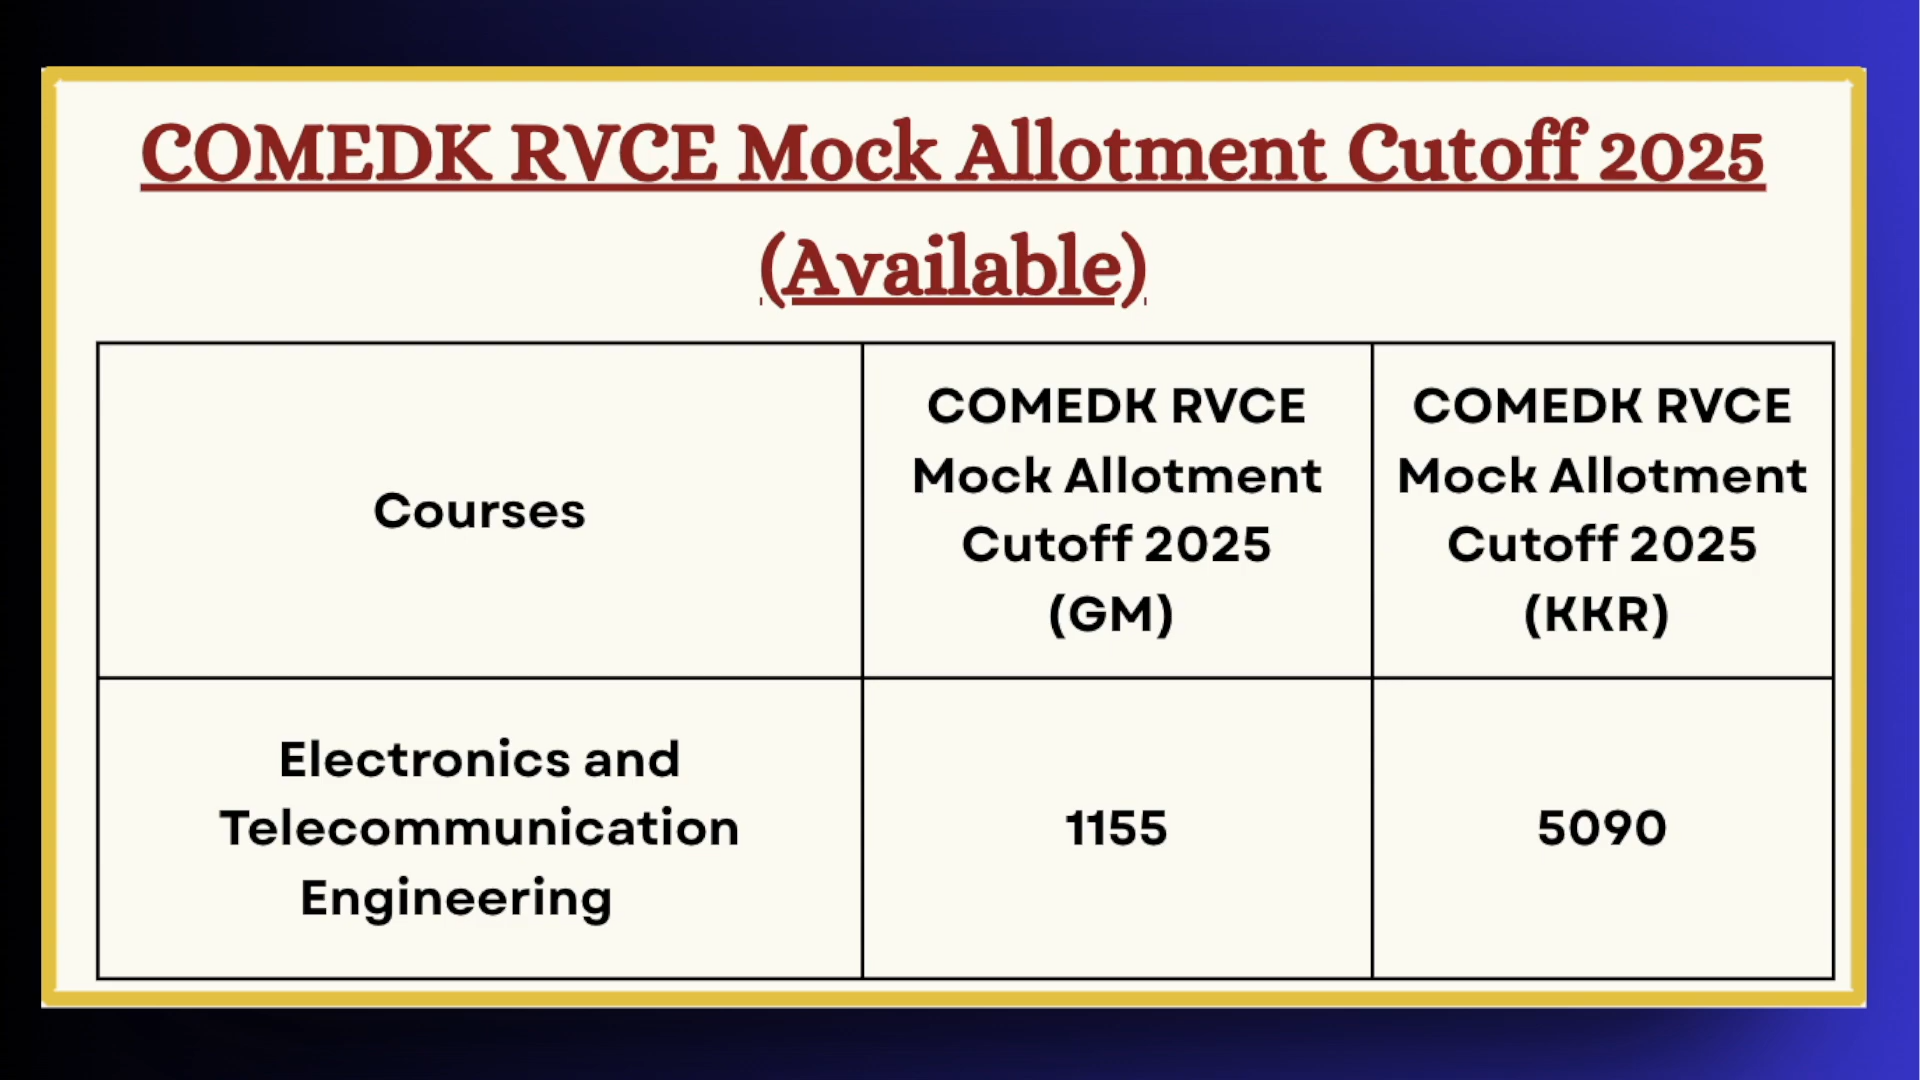 COMEDK RVCE Mock Allotment Cutoff 2025
(Available)
Courses
COMEDK RVCE
Mock Allotment
Cutoff 2025
(GM)
COMEDK RVCE
Mock Allotment
Cutoff 2025
(KKR)
Electronics and
Telecommunication
Engineering
1155
5090